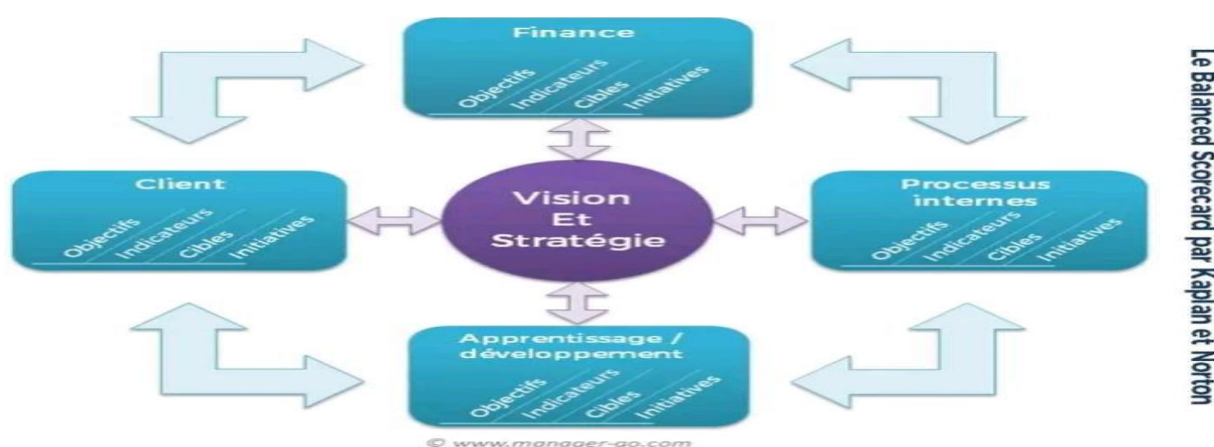 Finance
Objectifs
Indicateurs
Cibles
Initiatives
Client
Objectifs
Indicateurs
Cibles
Initiatives
Vision
Et
Stratégie
Processus
internes
Objectifs
Indicateurs
Cibles
Initiatives
Apprentissage /
développement
Objectifs
Indicateurs
Cibles
Initiatives
© www.manager-go.com
Le Balanced Scorecard par Kaplan et Norton